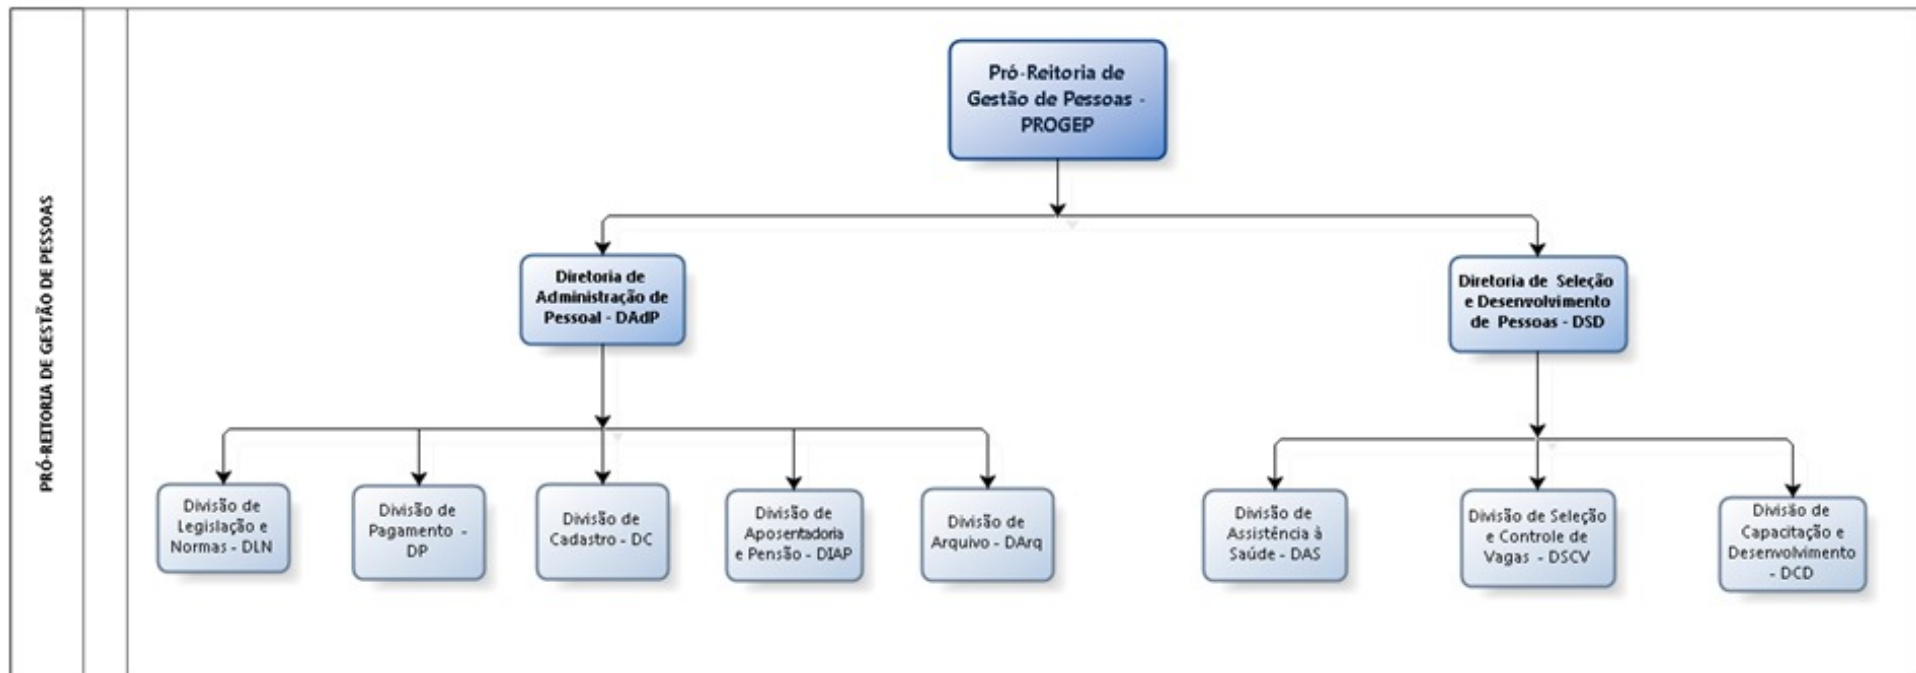 PRÓ-REITORIA DE GESTÃO DE PESSOAS
Pró-Reitoria de
Gestão de Pessoas -
PROGEP
Diretoria de
Administração de
Pessoal - DAdP
Diretoria de Seleção
e Desenvolvimento
de Pessoas - DSD
Divisão de
Legislação e
Normas - DLN
Divisão de
Pagamento -
DP
Divisão de
Cadastro - DC
Divisão de
Aposentadoria
e Pensão - DIAP
Divisão de
Arquivo - DArq
Divisão de
Assistência à
Saúde - DAS
Divisão de Seleção
e Controle de
Vagas - DSCV
Divisão de
Capacitação e
Desenvolvimento
- DCD